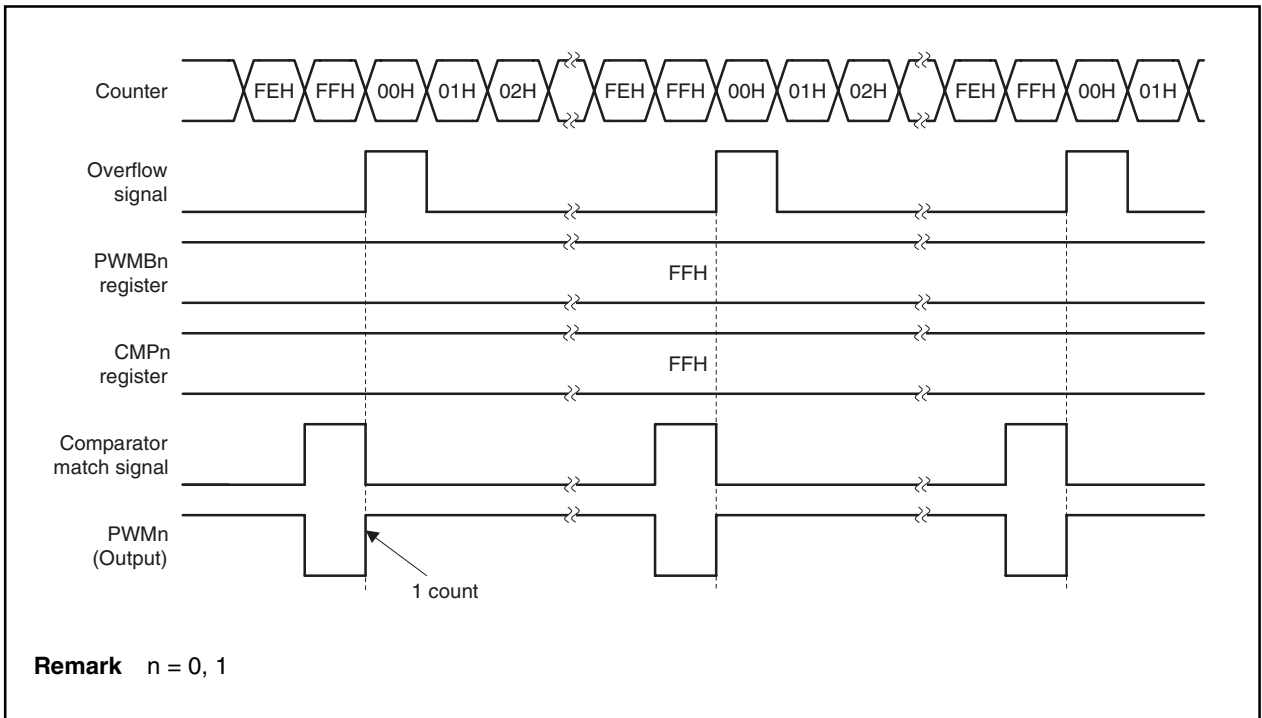 Counter
FEH FFH 00H 01H 02H FEH FFH 00H 01H 02H FEH FFH 00H 01H
Overflow
signal
PWMBn
register
FFH
CMPn
register
FFH
Comparator
match signal
PWMn
(Output)
1 count
Remark n = 0, 1